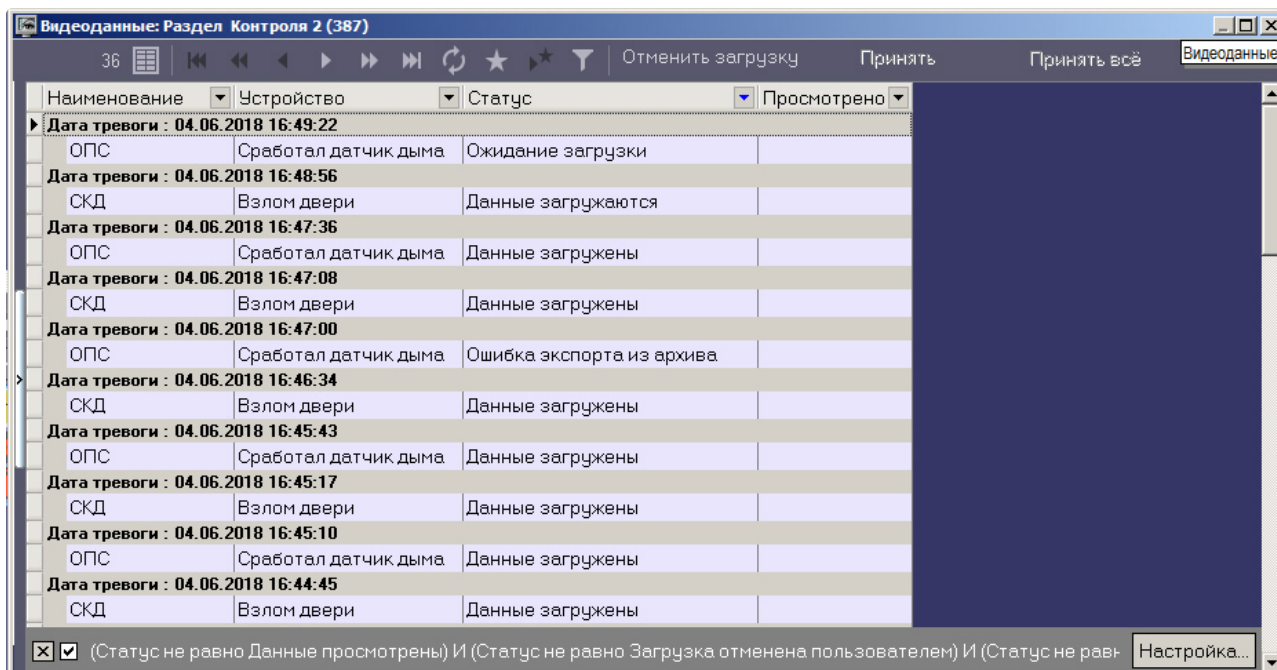 Видеоданные: Раздел Контроля 2 (387)
36 Отменить загрузку Принять Принять всё Видеоданные
Наименование Устройство Статус Просмотрено
Дата тревоги : 04.06.2018 16:49:22
ОПС Сработал датчик дыма Ожидание загрузки
Дата тревоги : 04.06.2018 16:48:56
СКД Взлом двери Данные загружаются
Дата тревоги : 04.06.2018 16:47:36
ОПС Сработал датчик дыма Данные загружены
Дата тревоги : 04.06.2018 16:47:08
СКД Взлом двери Данные загружены
Дата тревоги : 04.06.2018 16:47:00
ОПС Сработал датчик дыма Ошибка экспорта из архива
Дата тревоги : 04.06.2018 16:46:34
СКД Взлом двери Данные загружены
Дата тревоги : 04.06.2018 16:45:43
ОПС Сработал датчик дыма Данные загружены
Дата тревоги : 04.06.2018 16:45:17
СКД Взлом двери Данные загружены
Дата тревоги : 04.06.2018 16:45:10
ОПС Сработал датчик дыма Данные загружены
Дата тревоги : 04.06.2018 16:44:45
СКД Взлом двери Данные загружены
(Статус не равно Данные просмотрены) И (Статус не равно Загрузка отменена пользователем) И (Статус не равн Настройка...